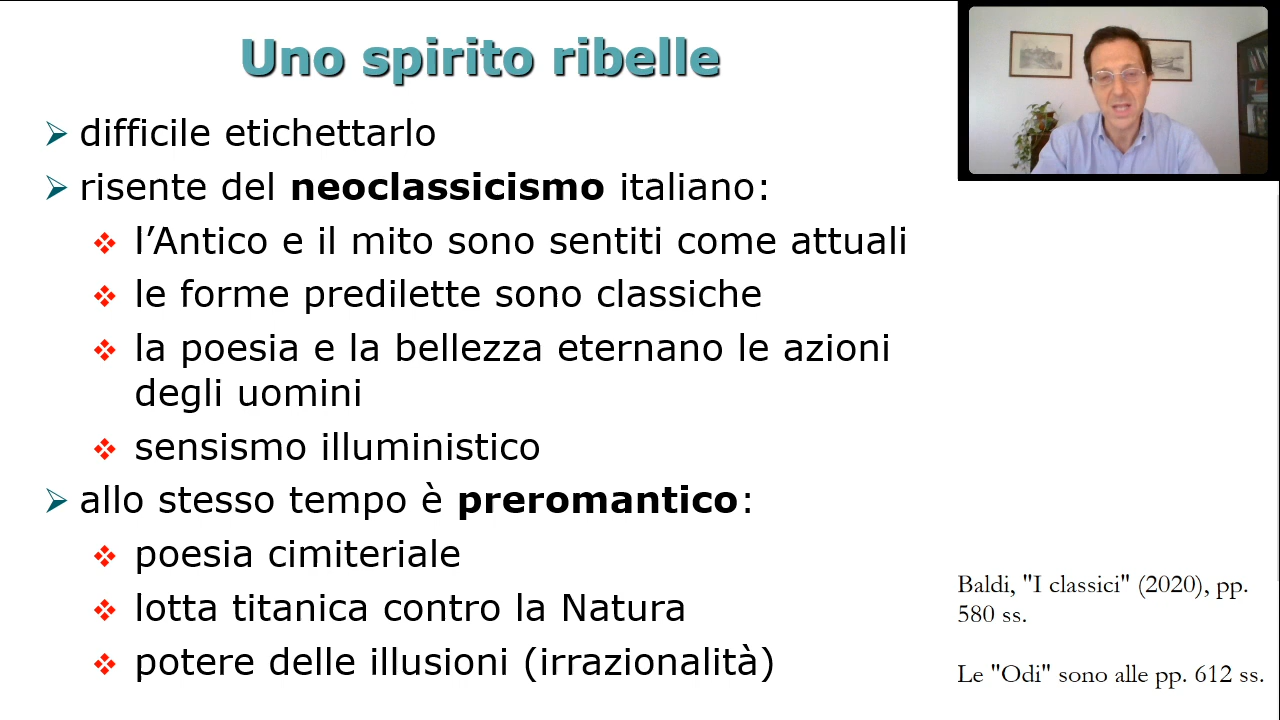 Uno spirito ribelle
difficile etichettarlo
risente del neoclassicismo italiano:
l’Antico e il mito sono sentiti come attuali
le forme predilette sono classiche
la poesia e la bellezza eternano le azioni
degli uomini
sensismo illuministico
allo stesso tempo è preromantico:
poesia cimiteriale
lotta titanica contro la Natura
potere delle illusioni (irrazionalità)
Baldi, "I classici" (2020), pp.
580 ss.
Le "Odi" sono alle pp. 612 ss.